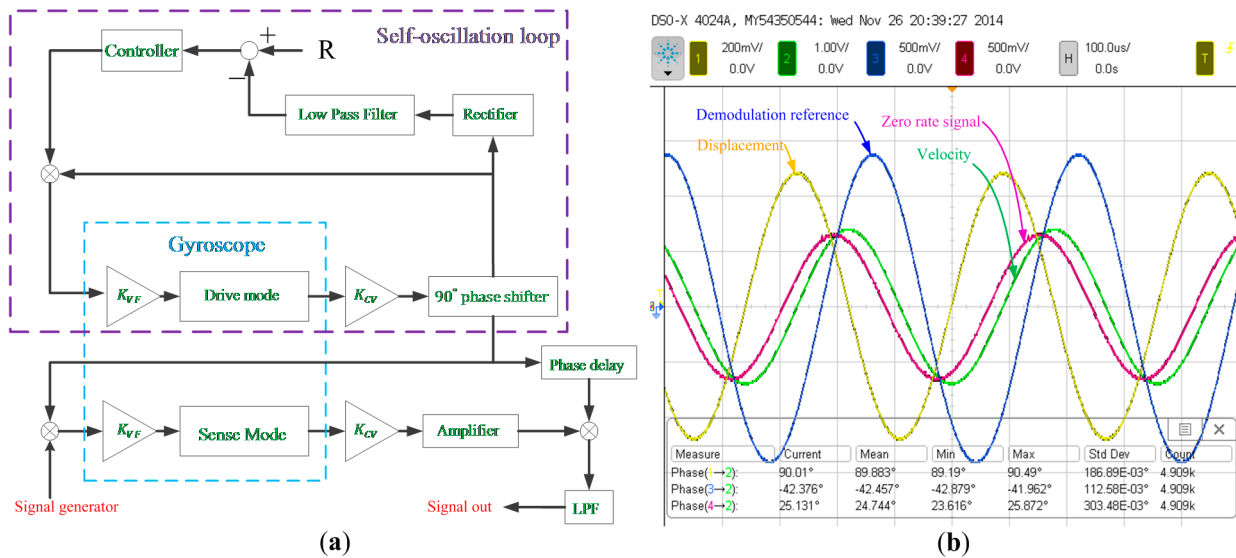 Self-oscillation loop
Controller
+
−
R
Low Pass Filter
Rectifier
Gyroscope
K_VF
Drive mode
K_CV
90° phase shifter
Phase delay
K_VF
Sense Mode
K_CV
Amplifier
LPF
Signal generator
Signal out
(a)
DSO-X 4024A, MY54350544: Wed Nov 26 20:39:27 2014
1 200mV/ 2 1.00V/ 3 500mV/ 4 500mV/ H 100.0us/ T
0.0V 0.0V 0.0V 0.0V 0.0s
Demodulation reference
Zero rate signal
Displacement
Velocity
Measure Current Mean Min Max Std Dev Count
Phase(1→2): 90.01° 89.883° 89.19° 90.49° 186.89E-03° 4.909k
Phase(3→2): -42.376° -42.457° -42.879° -41.962° 112.58E-03° 4.909k
Phase(4→2): 25.131° 24.744° 23.616° 25.872° 303.48E-03° 4.909k
(b)